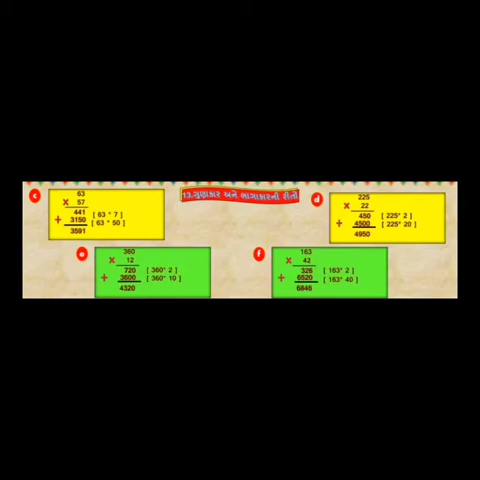 13.ગુણાકાર અને ભાગાકારની રીતો
c
63
x 57
441 [ 63 * 7 ]
+ 3150 [ 63 * 50 ]
3591
d
225
x 22
450 [ 225* 2 ]
+ 4500 [ 225* 20 ]
4950
e
360
x 12
720 [ 360* 2 ]
+ 3600 [ 360* 10 ]
4320
f
163
x 42
326 [ 163* 2 ]
+ 6520 [ 163* 40 ]
6846